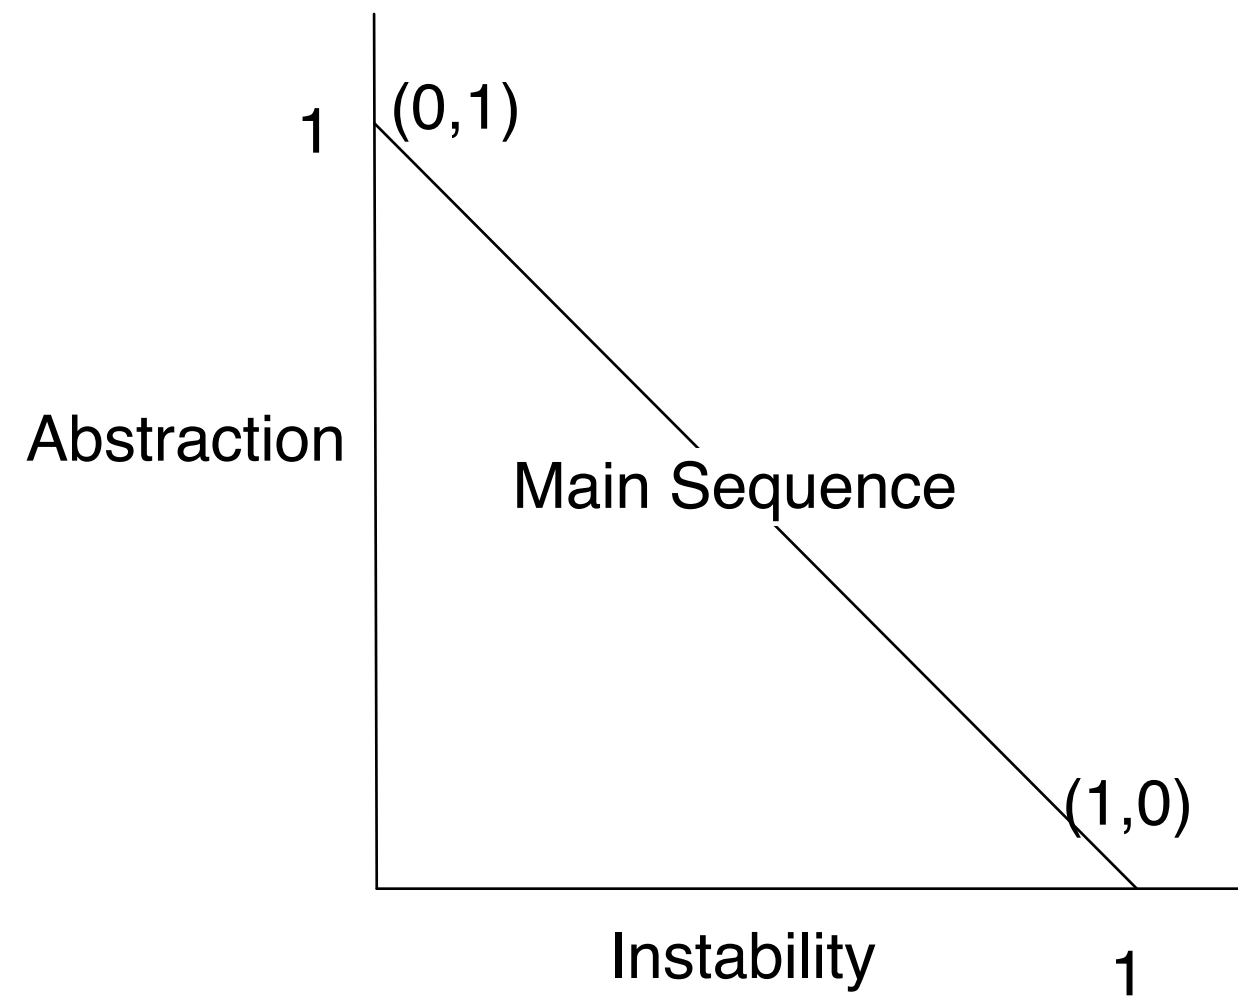 (0,1)
1
Abstraction
Main Sequence
(1,0)
Instability
1